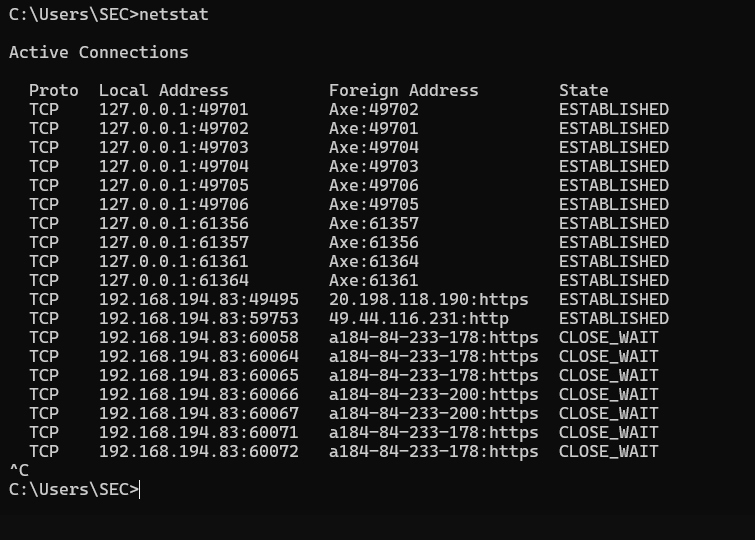 C:\Users\SEC>netstat
Active Connections
Proto Local Address Foreign Address State
TCP 127.0.0.1:49701 Axe:49702 ESTABLISHED
TCP 127.0.0.1:49702 Axe:49701 ESTABLISHED
TCP 127.0.0.1:49703 Axe:49704 ESTABLISHED
TCP 127.0.0.1:49704 Axe:49703 ESTABLISHED
TCP 127.0.0.1:49705 Axe:49706 ESTABLISHED
TCP 127.0.0.1:49706 Axe:49705 ESTABLISHED
TCP 127.0.0.1:61356 Axe:61357 ESTABLISHED
TCP 127.0.0.1:61357 Axe:61356 ESTABLISHED
TCP 127.0.0.1:61361 Axe:61364 ESTABLISHED
TCP 127.0.0.1:61364 Axe:61361 ESTABLISHED
TCP 192.168.194.83:49495 20.198.118.190:https ESTABLISHED
TCP 192.168.194.83:59753 49.44.116.231:http ESTABLISHED
TCP 192.168.194.83:60058 a184-84-233-178:https CLOSE_WAIT
TCP 192.168.194.83:60064 a184-84-233-178:https CLOSE_WAIT
TCP 192.168.194.83:60065 a184-84-233-178:https CLOSE_WAIT
TCP 192.168.194.83:60066 a184-84-233-200:https CLOSE_WAIT
TCP 192.168.194.83:60067 a184-84-233-200:https CLOSE_WAIT
TCP 192.168.194.83:60071 a184-84-233-178:https CLOSE_WAIT
TCP 192.168.194.83:60072 a184-84-233-178:https CLOSE_WAIT
^C
C:\Users\SEC>